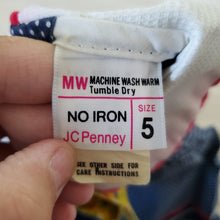 MW MACHINE WASH WARM
Tumble Dry
NO IRON
JCPenney
SIZE
5
SEE OTHER SIDE FOR
CARE INSTRUCTIONS